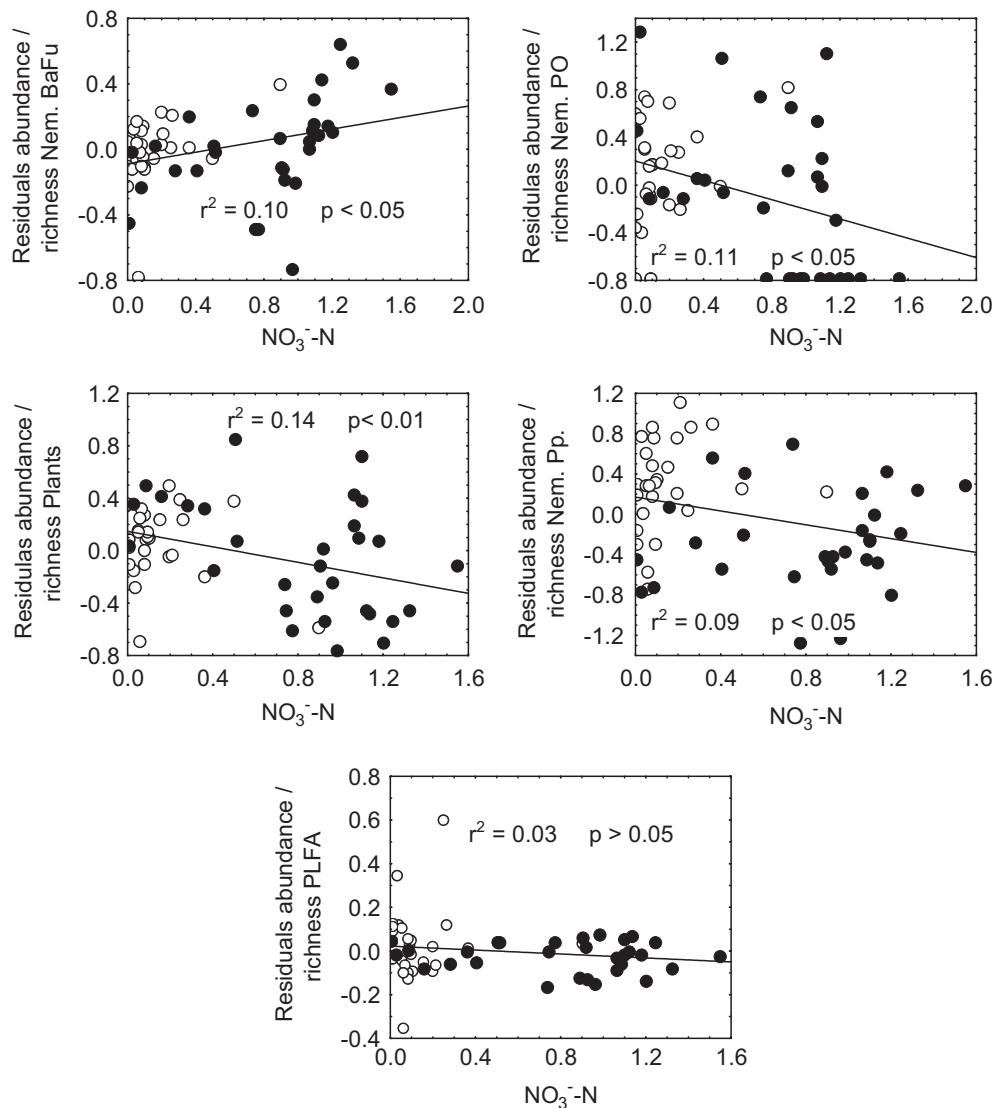 Residuals abundance /
richness Nem. BaFu
0.8
0.4
0.0
-0.4
-0.8
r² = 0.10 p < 0.05
0.0 0.4 0.8 1.2 1.6 2.0
NO₃⁻-N
Residulas abundance /
richness Nem. PO
1.2
0.8
0.4
0.0
-0.4
-0.8
r² = 0.11 p < 0.05
0.0 0.4 0.8 1.2 1.6 2.0
NO₃⁻-N
Residulas abundance /
richness Plants
1.2
0.8
0.4
0.0
-0.4
-0.8
r² = 0.14 p< 0.01
0.0 0.4 0.8 1.2 1.6
NO₃⁻-N
Residuals abundance /
richness Nem. Pp.
1.2
0.8
0.4
0.0
-0.4
-0.8
-1.2
r² = 0.09 p < 0.05
0.0 0.4 0.8 1.2 1.6
NO₃⁻-N
Residuals abundance /
richness PLFA
0.8
0.6
0.4
0.2
0.0
-0.2
-0.4
r² = 0.03 p > 0.05
0.0 0.4 0.8 1.2 1.6
NO₃⁻-N